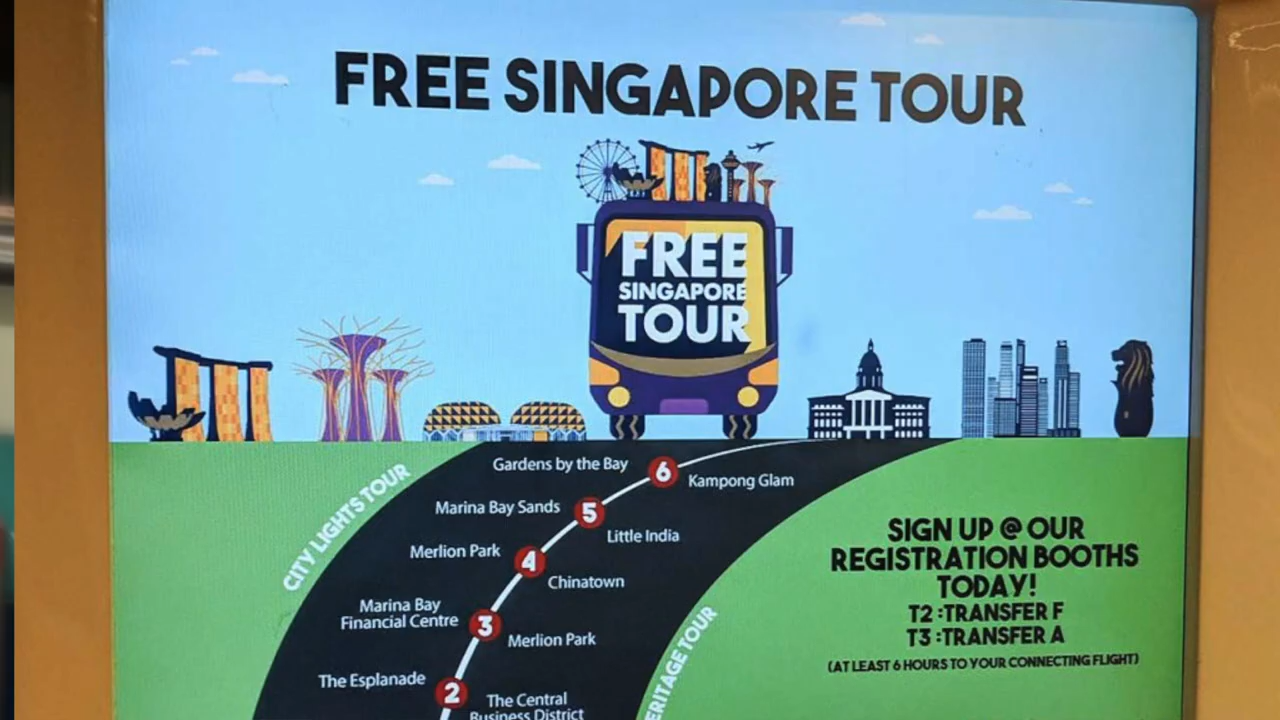 FREE SINGAPORE TOUR
FREE
SINGAPORE
TOUR
CITY LIGHTS TOUR
Gardens by the Bay
6
Kampong Glam
Marina Bay Sands
5
Little India
Merlion Park
4
Chinatown
Marina Bay
Financial Centre
3
Merlion Park
The Esplanade
2
The Central
Business District
ERITAGE TOUR
SIGN UP @ OUR
REGISTRATION BOOTHS
TODAY!
T2 :TRANSFER F
T3 :TRANSFER A
(AT LEAST 6 HOURS TO YOUR CONNECTING FLIGHT)